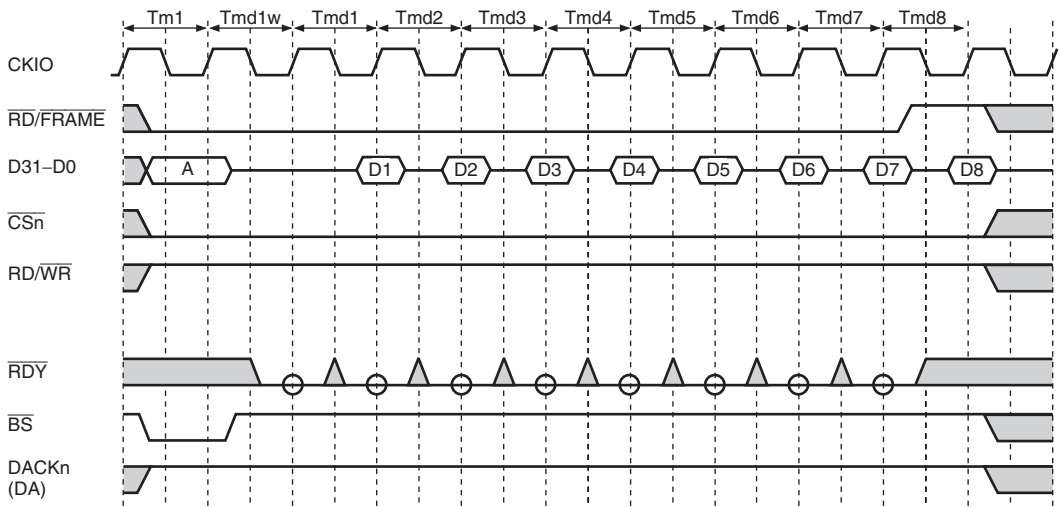 Tm1 Tmd1w Tmd1 Tmd2 Tmd3 Tmd4 Tmd5 Tmd6 Tmd7 Tmd8
CKIO
RD/FRAME
D31–D0 A D1 D2 D3 D4 D5 D6 D7 D8
CSn
RD/WR
RDY
BS
DACKn
(DA)